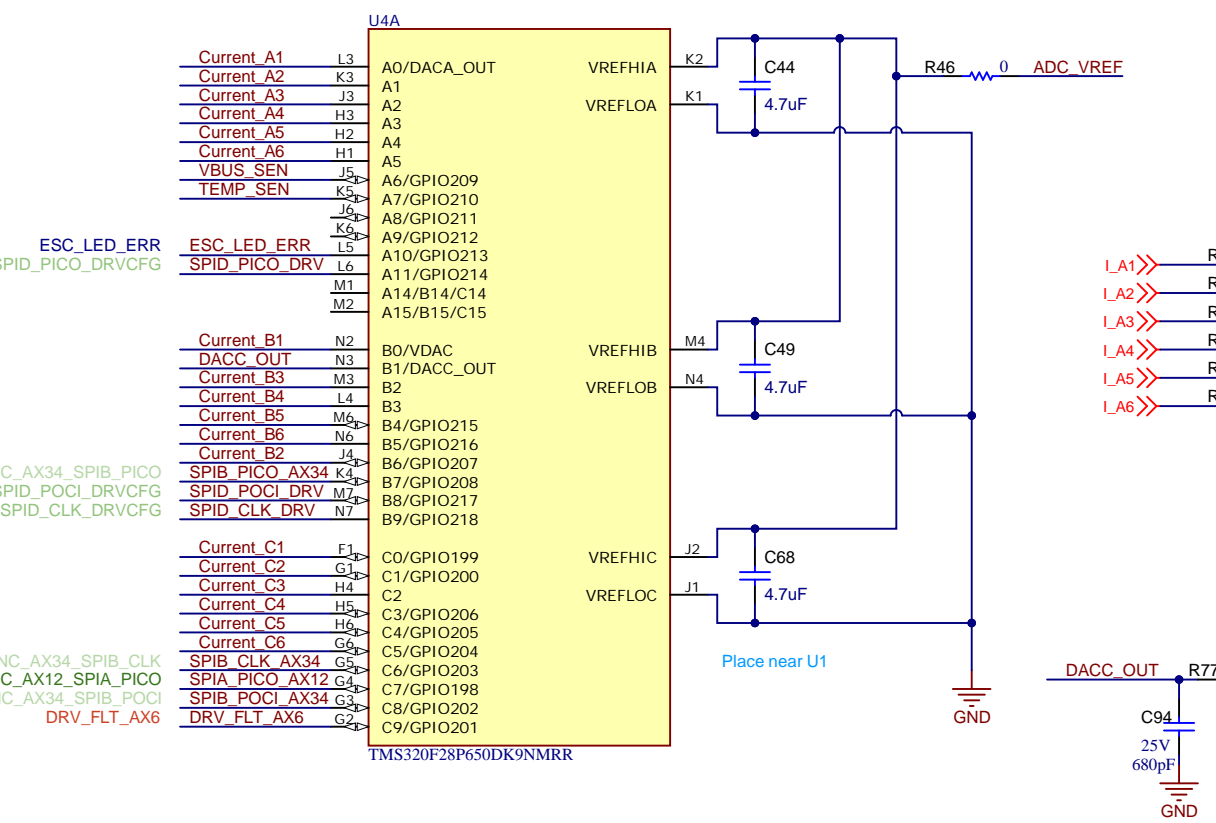 U4A
Current_A1 L3 A0/DACA_OUT
Current_A2 K3 A1
Current_A3 J3 A2
Current_A4 H3 A3
Current_A5 H2 A4
Current_A6 H1 A5
VBUS_SEN J5 A6/GPIO209
TEMP_SEN K5 A7/GPIO210
J6 A8/GPIO211
K6 A9/GPIO212
ESC_LED_ERR ESC_LED_ERR L5 A10/GPIO213
SPID_PICO_DRVCFG SPID_PICO_DRV L6 A11/GPIO214
M1 A14/B14/C14
M2 A15/B15/C15
Current_B1 N2 B0/VDAC
DACC_OUT N3 B1/DACC_OUT
Current_B3 M3 B2
Current_B4 L4 B3
Current_B5 M6 B4/GPIO215
Current_B6 N6 B5/GPIO216
Current_B2 J4 B6/GPIO207
C_AX34_SPIB_PICO SPIB_PICO_AX34 K4 B7/GPIO208
SPID_POCI_DRVCFG SPID_POCI_DRV M7 B8/GPIO217
SPID_CLK_DRVCFG SPID_CLK_DRV N7 B9/GPIO218
Current_C1 F1 C0/GPIO199
Current_C2 G1 C1/GPIO200
Current_C3 H4 C2
Current_C4 H5 C3/GPIO206
Current_C5 H6 C4/GPIO205
Current_C6 G6 C5/GPIO204
NC_AX34_SPIB_CLK SPIB_CLK_AX34 G5 C6/GPIO203
C_AX12_SPIA_PICO SPIA_PICO_AX12 G4 C7/GPIO198
C_AX34_SPIB_POCI SPIB_POCI_AX34 G3 C8/GPIO202
DRV_FLT_AX6 DRV_FLT_AX6 G2 C9/GPIO201
TMS320F28P650DK9NMRR
VREFHIA K2
VREFLOA K1
C44
4.7uF
R46 0 ADC_VREF
VREFHIB M4
VREFLOB N4
C49
4.7uF
VREFHIC J2
VREFLOC J1
C68
4.7uF
Place near U1
GND
I_A1 R
I_A2 R
I_A3 R
I_A4 R
I_A5 R
I_A6 R
DACC_OUT R77
C94
25V
680pF
GND